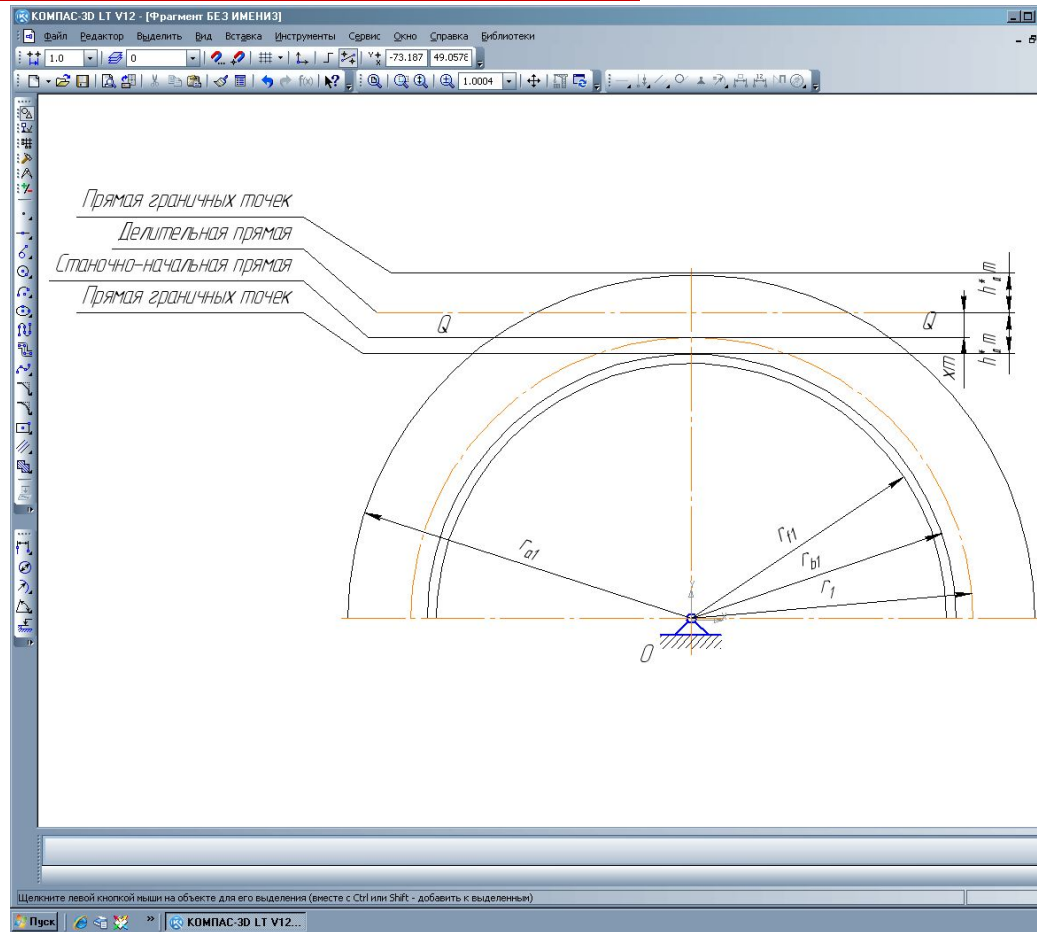 КОМПАС-3D LT V12 - [Фрагмент БЕЗ ИМЕНИ3]
Файл Редактор Выделить Вид Вставка Инструменты Сервис Окно Справка Библиотеки
1.0 0 -73.187 49.0578
1.0004
Прямая граничных точек
Делительная прямая
Станочно-начальная прямая
Прямая граничных точек
Q Q
h*a m
xm
h*a m
ra1
rf1
rb1
r1
O
Щелкните левой кнопкой мыши на объекте для его выделения (вместе с Ctrl или Shift - добавить к выделенным)
Пуск » КОМПАС-3D LT V12...